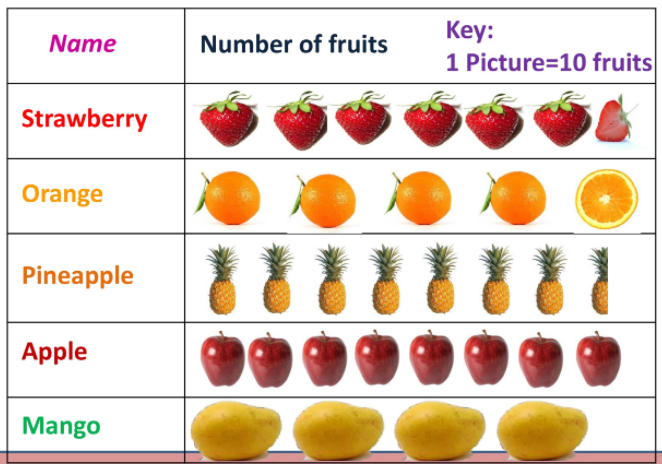 Name
Number of fruits
Key:
1 Picture=10 fruits
Strawberry
Orange
Pineapple
Apple
Mango